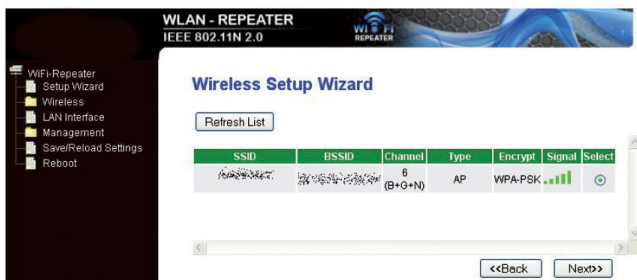 WLAN - REPEATER
IEEE 802.11N 2.0
WiFi
REPEATER
WiFi-Repeater
Setup Wizard
Wireless
LAN Interface
Management
Save/Reload Settings
Reboot
Wireless Setup Wizard
Refresh List
SSID BSSID Channel Type Encrypt Signal Select
6 (B+G+N) AP WPA-PSK
<<Back Next>>